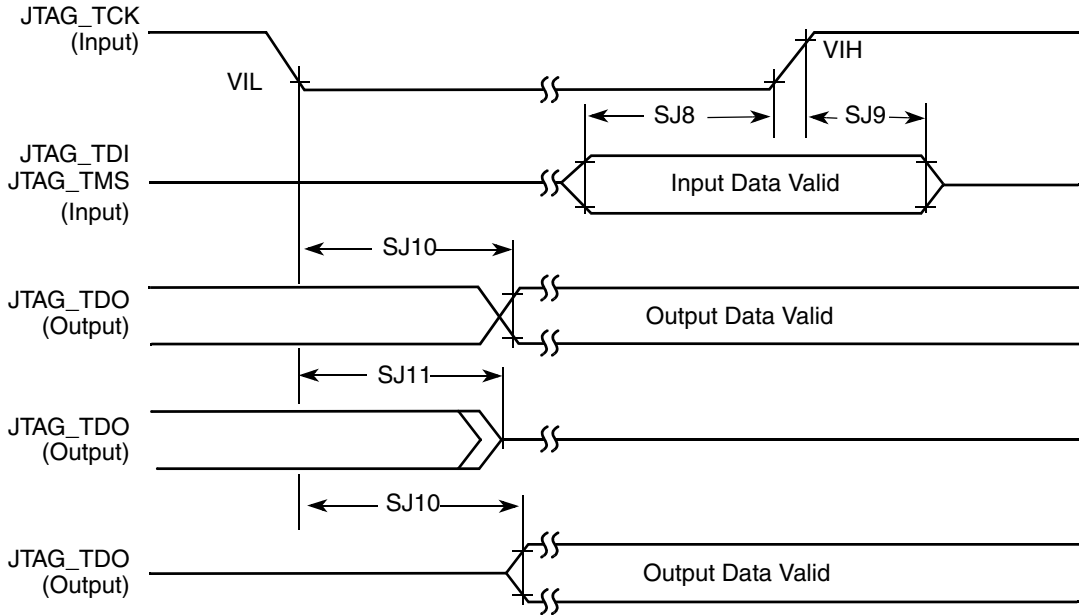 JTAG_TCK
(Input)
VIL
VIH
SJ8
SJ9
JTAG_TDI
JTAG_TMS
(Input)
Input Data Valid
SJ10
JTAG_TDO
(Output)
Output Data Valid
SJ11
JTAG_TDO
(Output)
SJ10
JTAG_TDO
(Output)
Output Data Valid